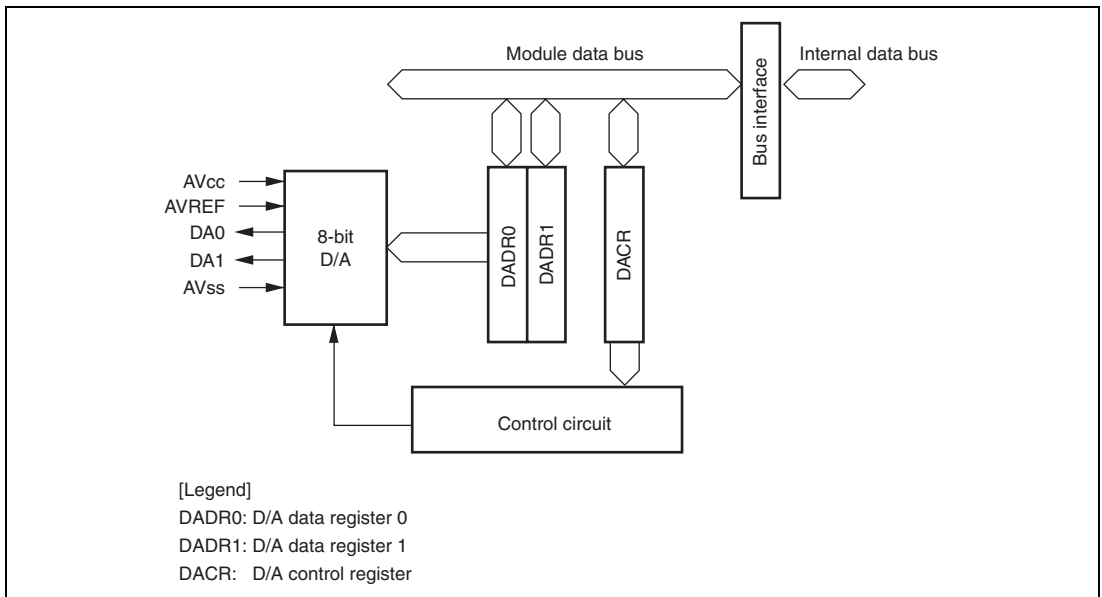 Module data bus
Internal data bus
Bus interface
AVcc
AVREF
DA0
DA1
AVss
8-bit
D/A
DADR0
DADR1
DACR
Control circuit
[Legend]
DADR0: D/A data register 0
DADR1: D/A data register 1
DACR: D/A control register